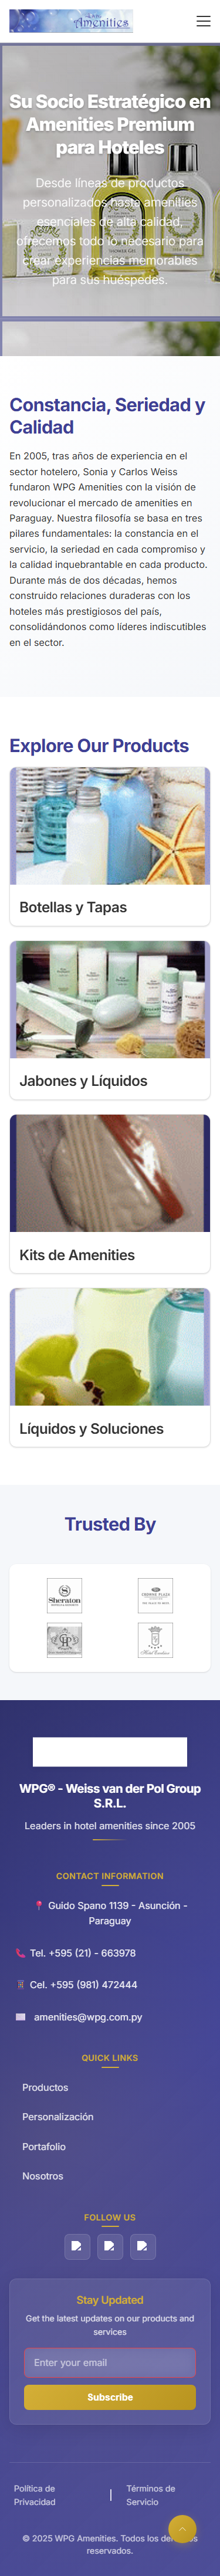 Amenities
Su Socio Estratégico en
Amenities Premium
para Hoteles
Desde líneas de productos
personalizados hasta amenities
esenciales de alta calidad,
ofrecemos todo lo necesario para
crear experiencias memorables
para sus huéspedes.
SHOWER GEL
Constancia, Seriedad y
Calidad
En 2005, tras años de experiencia en el
sector hotelero, Sonia y Carlos Weiss
fundaron WPG Amenities con la visión de
revolucionar el mercado de amenities en
Paraguay. Nuestra filosofía se basa en tres
pilares fundamentales: la constancia en el
servicio, la seriedad en cada compromiso y
la calidad inquebrantable en cada producto.
Durante más de dos décadas, hemos
construido relaciones duraderas con los
hoteles más prestigiosos del país,
consolidándonos como líderes indiscutibles
en el sector.
Explore Our Products
Botellas y Tapas
Jabones y Líquidos
Kits de Amenities
Líquidos y Soluciones
Trusted By
Sheraton
WPG® - Weiss van der Pol Group
S.R.L.
Leaders in hotel amenities since 2005
CONTACT INFORMATION
Guido Spano 1139 - Asunción -
Paraguay
Tel. +595 (21) - 663978
Cel. +595 (981) 472444
amenities@wpg.com.py
QUICK LINKS
Productos
Personalización
Portafolio
Nosotros
FOLLOW US
Stay Updated
Get the latest updates on our products and
services
Enter your email
Subscribe
Política de
Privacidad
|
Términos de
Servicio
© 2025 WPG Amenities. Todos los derechos
reservados.